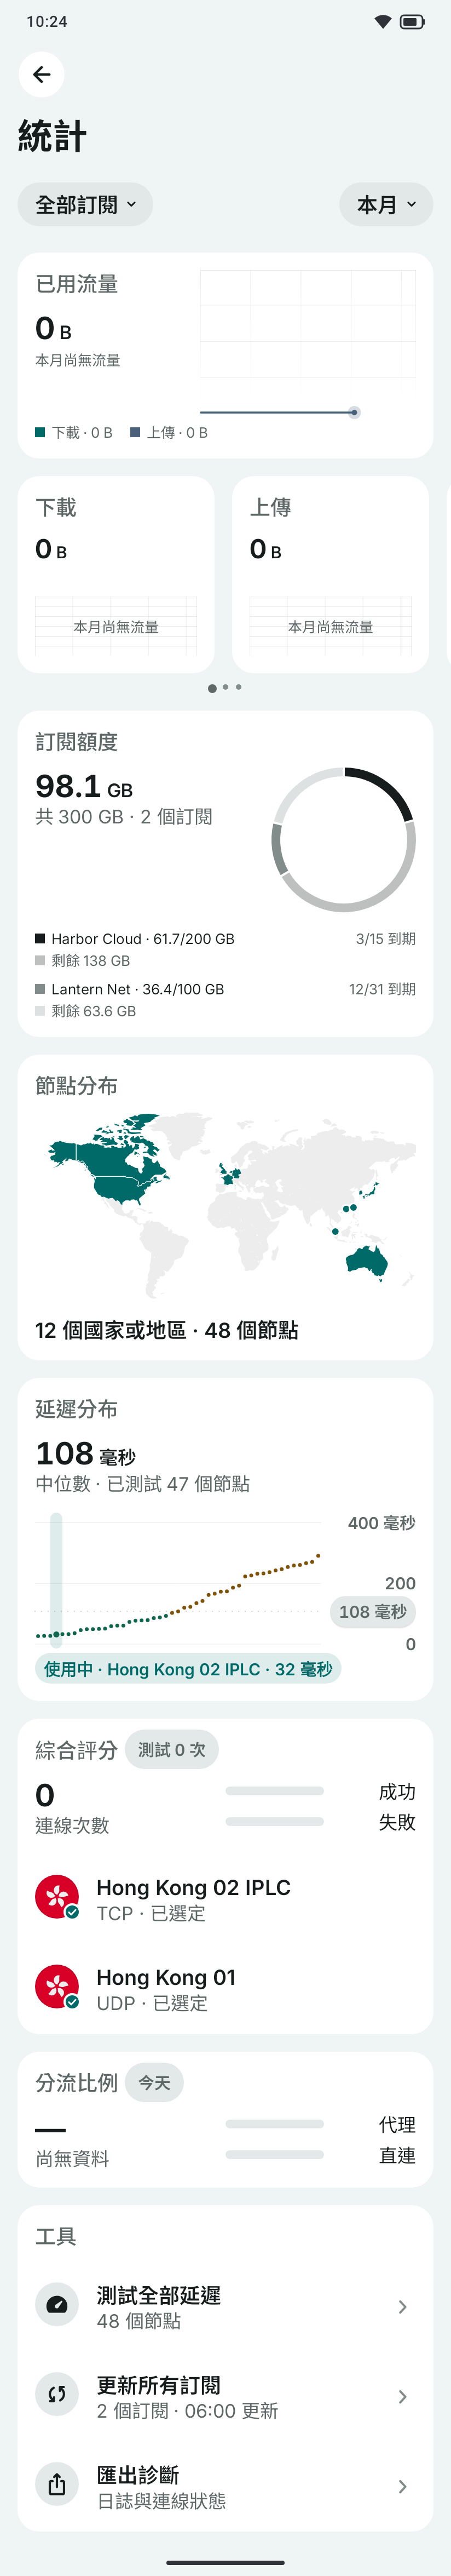 10:24
統計
全部訂閱
本月
已用流量
0 B
本月尚無流量
下載 · 0 B 上傳 · 0 B
下載
0 B
本月尚無流量
上傳
0 B
本月尚無流量
訂閱額度
98.1 GB
共 300 GB · 2 個訂閱
Harbor Cloud · 61.7/200 GB 3/15 到期
剩餘 138 GB
Lantern Net · 36.4/100 GB 12/31 到期
剩餘 63.6 GB
節點分布
12 個國家或地區 · 48 個節點
延遲分布
108 毫秒
中位數 · 已測試 47 個節點
400 毫秒
200
108 毫秒
0
使用中 · Hong Kong 02 IPLC · 32 毫秒
綜合評分 測試 0 次
0
連線次數
成功
失敗
Hong Kong 02 IPLC
TCP · 已選定
Hong Kong 01
UDP · 已選定
分流比例 今天
—
尚無資料
代理
直連
工具
測試全部延遲
48 個節點
更新所有訂閱
2 個訂閱 · 06:00 更新
匯出診斷
日誌與連線狀態